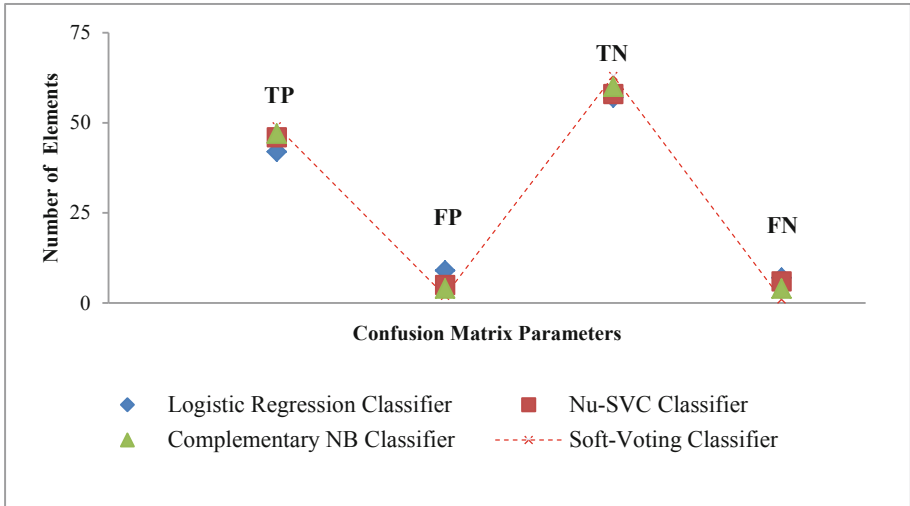 75
50
25
0
Number of Elements
TP
FP
TN
FN
Confusion Matrix Parameters
Logistic Regression Classifier
Nu-SVC Classifier
Complementary NB Classifier
Soft-Voting Classifier